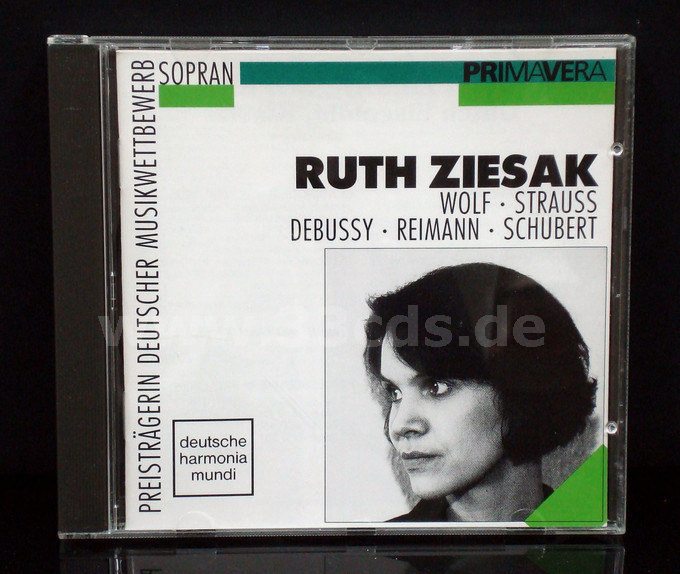 SOPRAN
PRIMAVERA
PREISTRÄGERIN DEUTSCHER MUSIKWETTBEWERB
RUTH ZIESAK
WOLF · STRAUSS
DEBUSSY · REIMANN · SCHUBERT
deutsche
harmonia
mundi